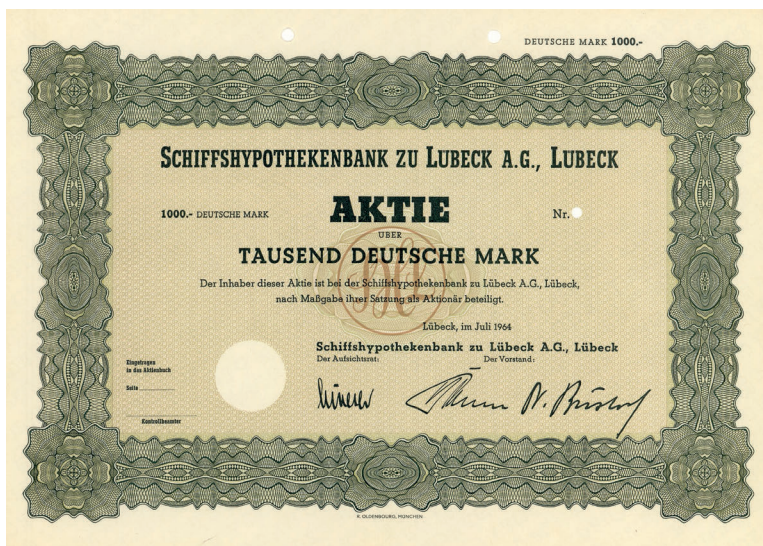 DEUTSCHE MARK 1000.-
SCHIFFSHYPOTHEKENBANK ZU LUBECK A.G., LUBECK
1000.- DEUTSCHE MARK AKTIE Nr.
UBER
TAUSEND DEUTSCHE MARK
Der Inhaber dieser Aktie ist bei der Schiffshypothekenbank zu Lübeck A.G., Lübeck,
nach Maßgabe ihrer Satzung als Aktionär beteiligt.
Lübeck, im Juli 1964
Schiffshypothekenbank zu Lübeck A.G., Lübeck
Der Aufsichtsrat: Der Vorstand:
Eingetragen
in das Aktienbuch
Seite
Kontrollbeamter
R. OLDENBOURG, MÜNCHEN